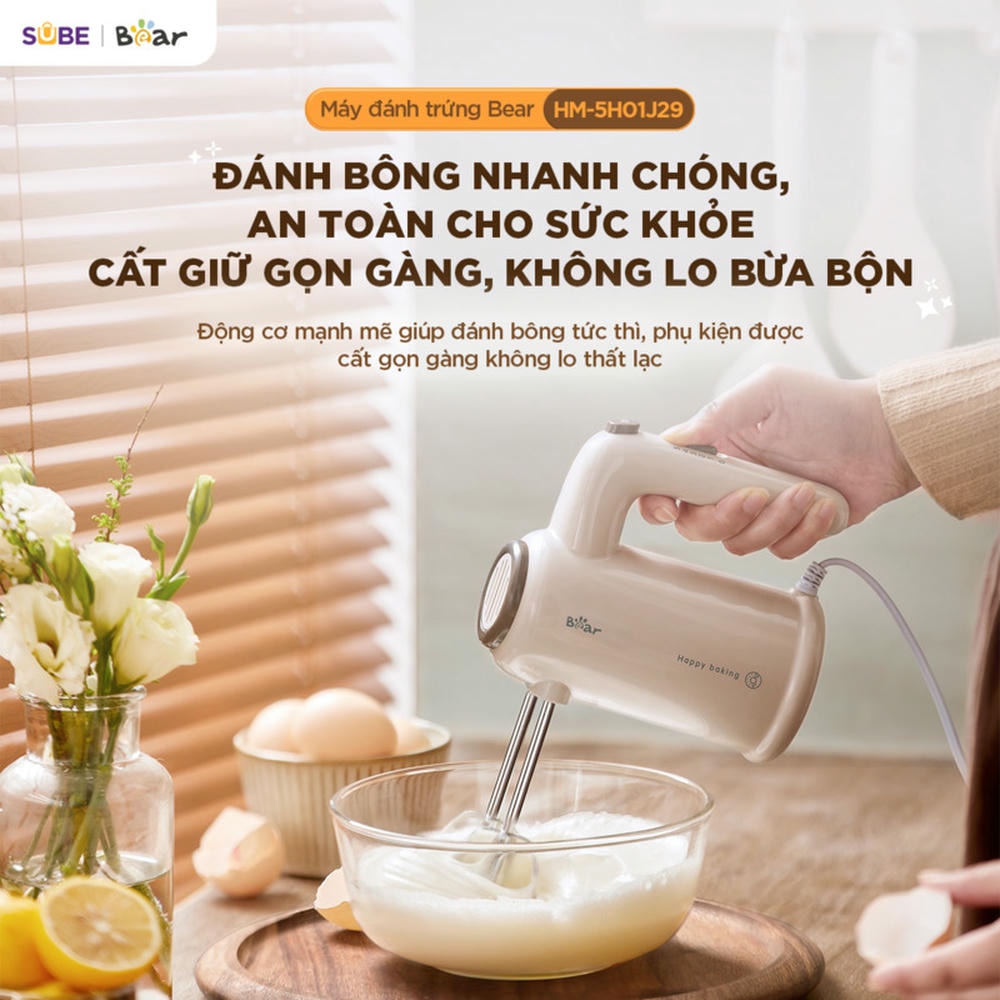 SUBE | Bear
Máy đánh trứng Bear HM-5H01J29
ĐÁNH BÔNG NHANH CHÓNG,
AN TOÀN CHO SỨC KHỎE
CẤT GIỮ GỌN GÀNG, KHÔNG LO BỪA BỘN
Động cơ mạnh mẽ giúp đánh bông tức thì, phụ kiện được
cất gọn gàng không lo thất lạc
Bear
Happy baking